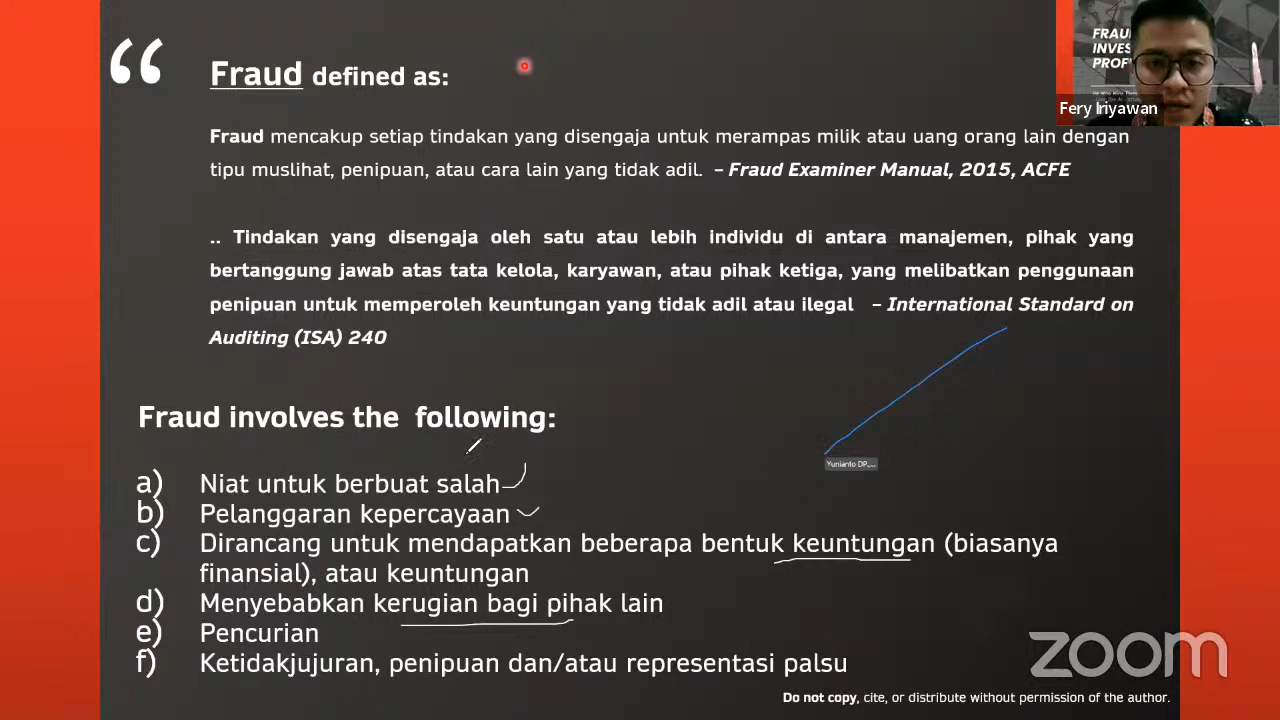 “
Fraud defined as:
Fraud mencakup setiap tindakan yang disengaja untuk merampas milik atau uang orang lain dengan
tipu muslihat, penipuan, atau cara lain yang tidak adil. – Fraud Examiner Manual, 2015, ACFE
.. Tindakan yang disengaja oleh satu atau lebih individu di antara manajemen, pihak yang
bertanggung jawab atas tata kelola, karyawan, atau pihak ketiga, yang melibatkan penggunaan
penipuan untuk memperoleh keuntungan yang tidak adil atau ilegal – International Standard on
Auditing (ISA) 240
Fraud involves the following:
a) Niat untuk berbuat salah
b) Pelanggaran kepercayaan
c) Dirancang untuk mendapatkan beberapa bentuk keuntungan (biasanya
finansial), atau keuntungan
d) Menyebabkan kerugian bagi pihak lain
e) Pencurian
f) Ketidakjujuran, penipuan dan/atau representasi palsu
Do not copy, cite, or distribute without permission of the author.
Yunianto DP,...
Fery Iriyawan
zoom